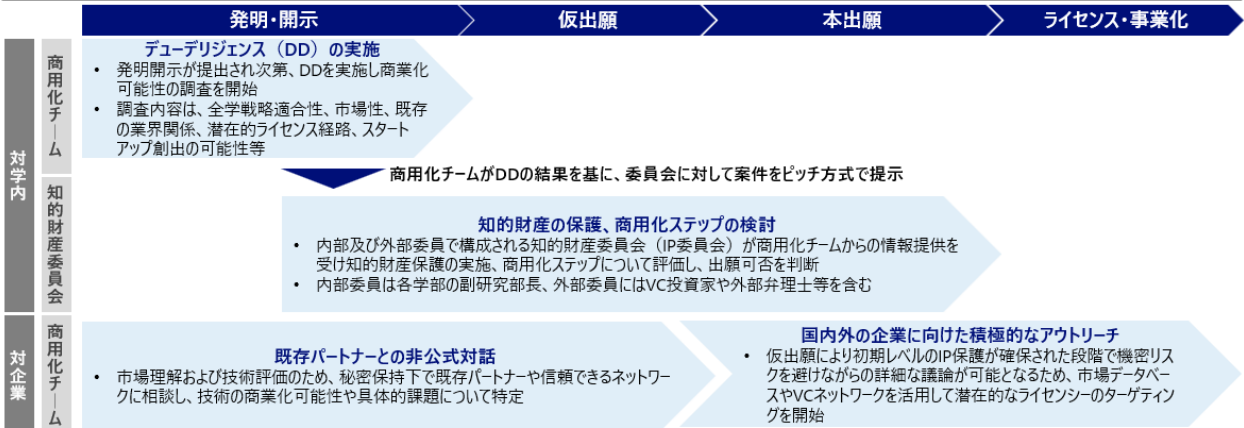 発明・開示
仮出願
本出願
ライセンス・事業化
対学内
商用化チーム
デューデリジェンス（DD）の実施
• 発明開示が提出され次第、DDを実施し商業化
可能性の調査を開始
• 調査内容は、全学戦略適合性、市場性、既存
の業界関係、潜在的ライセンス経路、スタート
アップ創出の可能性等
商用化チームがDDの結果を基に、委員会に対して案件をピッチ方式で提示
知的財産委員会
知的財産の保護、商用化ステップの検討
• 内部及び外部委員で構成される知的財産委員会（IP委員会）が商用化チームからの情報提供を
受け知的財産保護の実施、商用化ステップについて評価し、出願可否を判断
• 内部委員は各学部の副研究部長、外部委員にはVC投資家や外部弁理士等を含む
対企業
商用化チーム
既存パートナーとの非公式対話
• 市場理解および技術評価のため、秘密保持下で既存パートナーや信頼できるネットワー
クに相談し、技術の商業化可能性や具体的課題について特定
国内外の企業に向けた積極的なアウトリーチ
• 仮出願により初期レベルのIP保護が確保された段階で機密リス
クを避けながらの詳細な議論が可能となるため、市場データベー
スやVCネットワークを活用して潜在的なライセンシーのターゲティン
グを開始